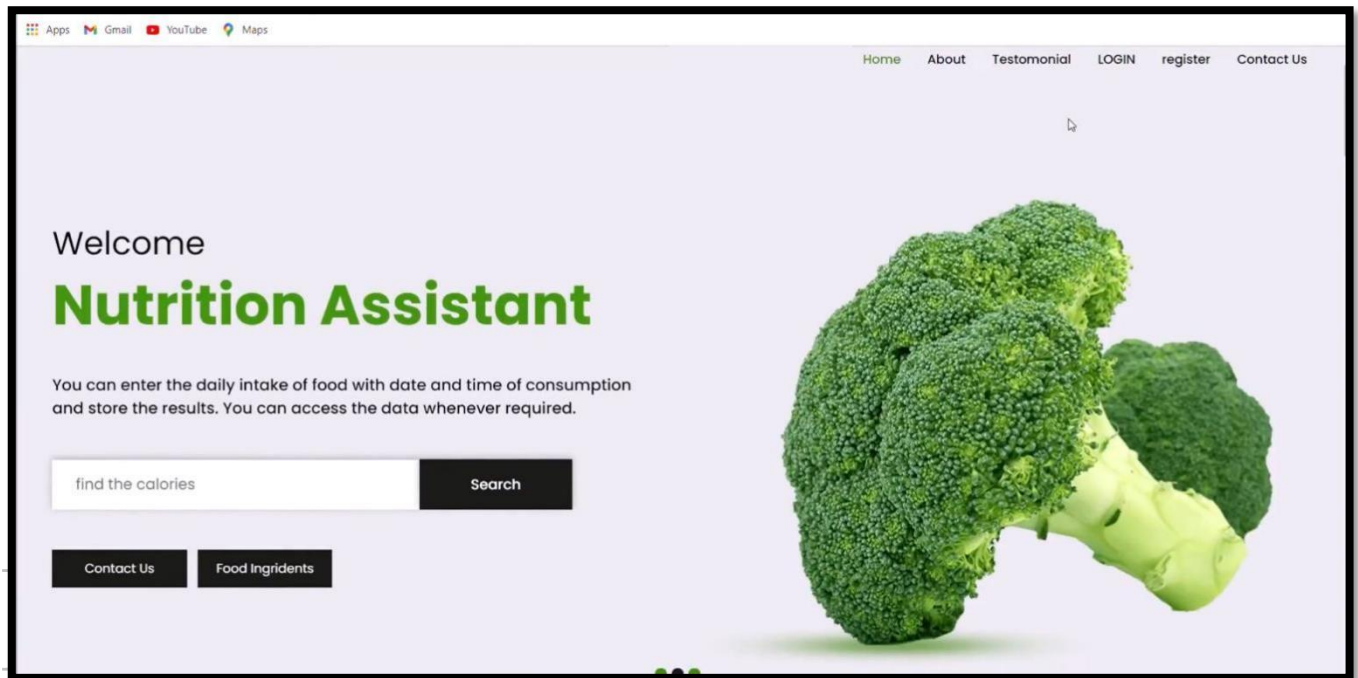 Apps Gmail YouTube Maps
Home About Testomonial LOGIN register Contact Us
Welcome
Nutrition Assistant
You can enter the daily intake of food with date and time of consumption
and store the results. You can access the data whenever required.
find the calories Search
Contact Us Food Ingridents